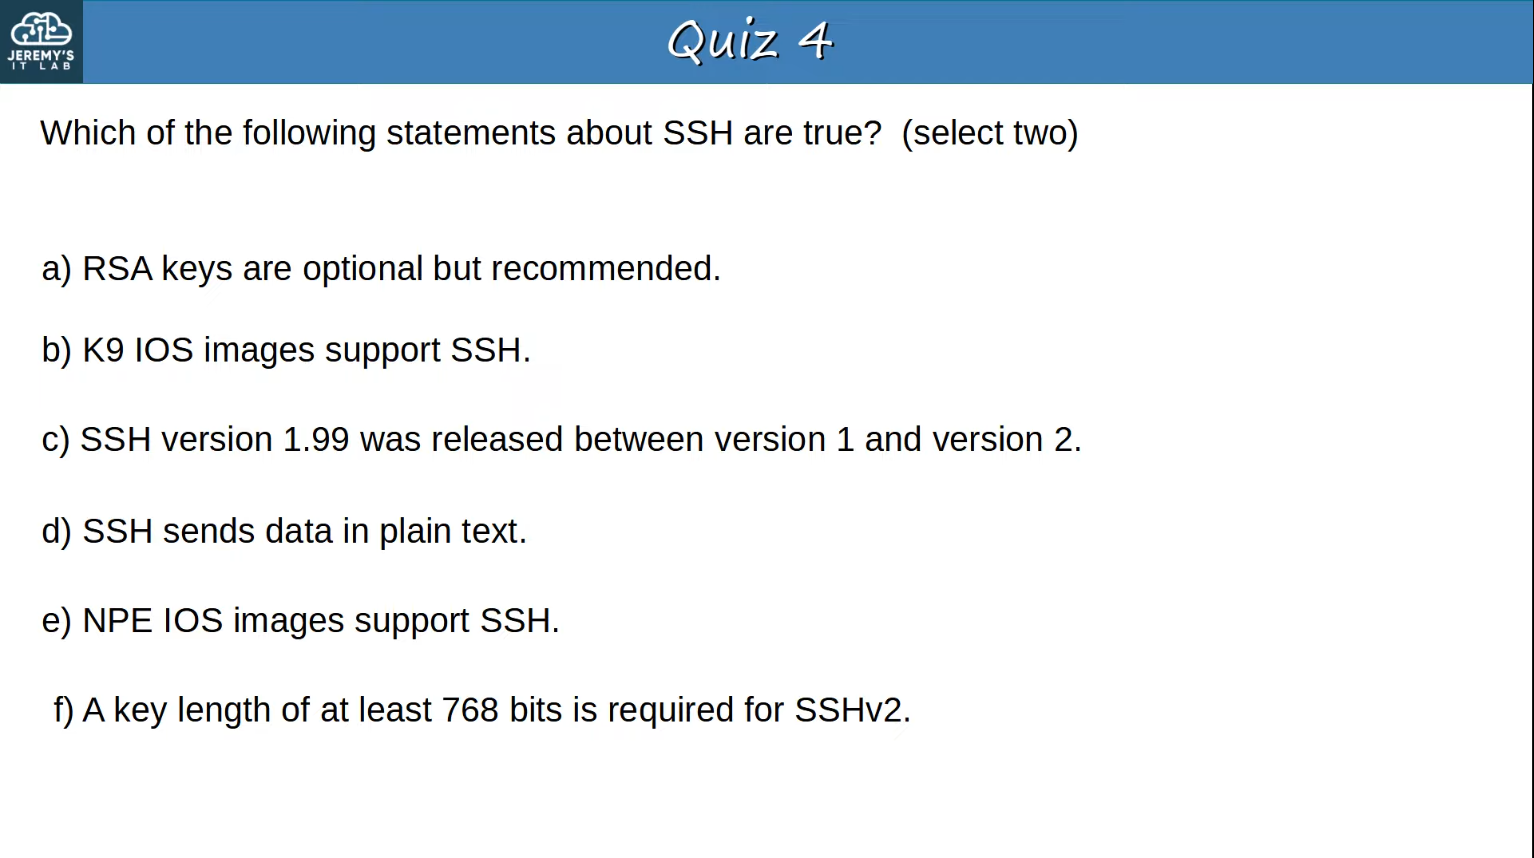 JEREMY'S
IT LAB
Quiz 4
Which of the following statements about SSH are true?  (select two)
a) RSA keys are optional but recommended.
b) K9 IOS images support SSH.
c) SSH version 1.99 was released between version 1 and version 2.
d) SSH sends data in plain text.
e) NPE IOS images support SSH.
f) A key length of at least 768 bits is required for SSHv2.